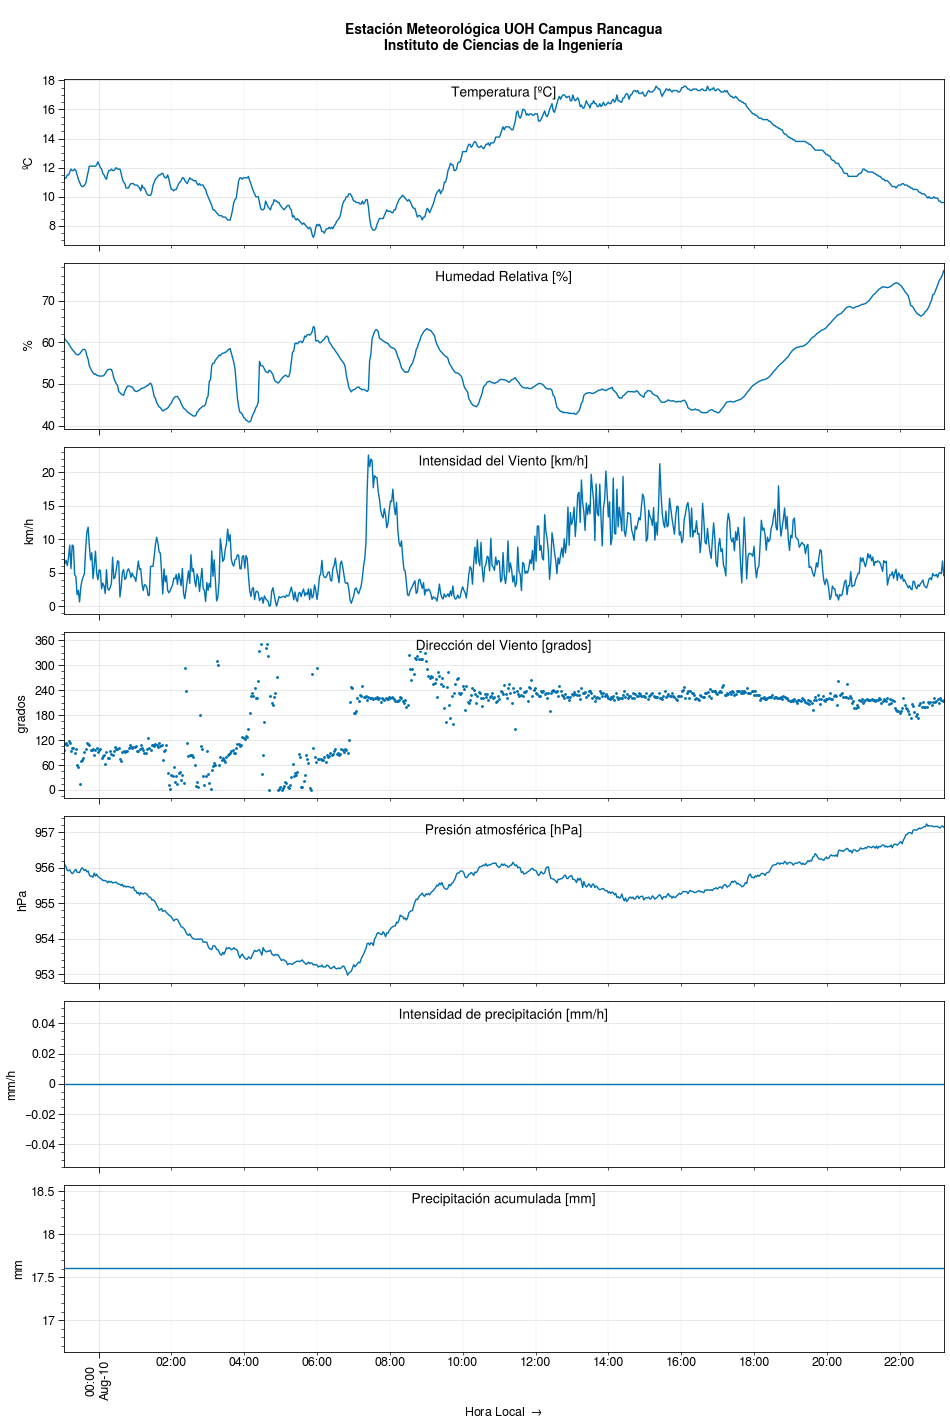 Estación Meteorológica UOH Campus Rancagua
Instituto de Ciencias de la Ingeniería
Temperatura [ºC]
ºC
18
16
14
12
10
8
Humedad Relativa [%]
%
70
60
50
40
Intensidad del Viento [km/h]
km/h
20
15
10
5
0
Dirección del Viento [grados]
grados
360
300
240
180
120
60
0
Presión atmosférica [hPa]
hPa
957
956
955
954
953
Intensidad de precipitación [mm/h]
mm/h
0.04
0.02
0
−0.02
−0.04
Precipitación acumulada [mm]
mm
18.5
18
17.5
17
00:00
Aug-10
02:00
04:00
06:00
08:00
10:00
12:00
14:00
16:00
18:00
20:00
22:00
Hora Local →